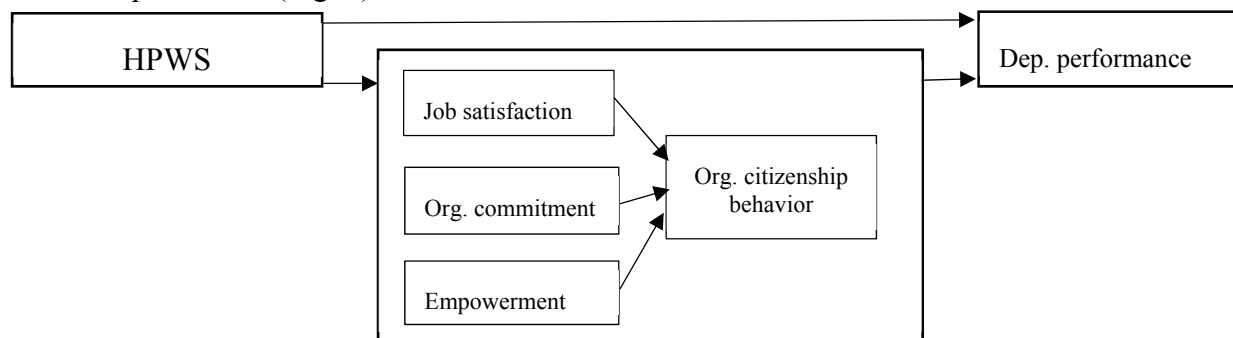 HPWS
Dep. performance
Job satisfaction
Org. commitment
Empowerment
Org. citizenship
behavior